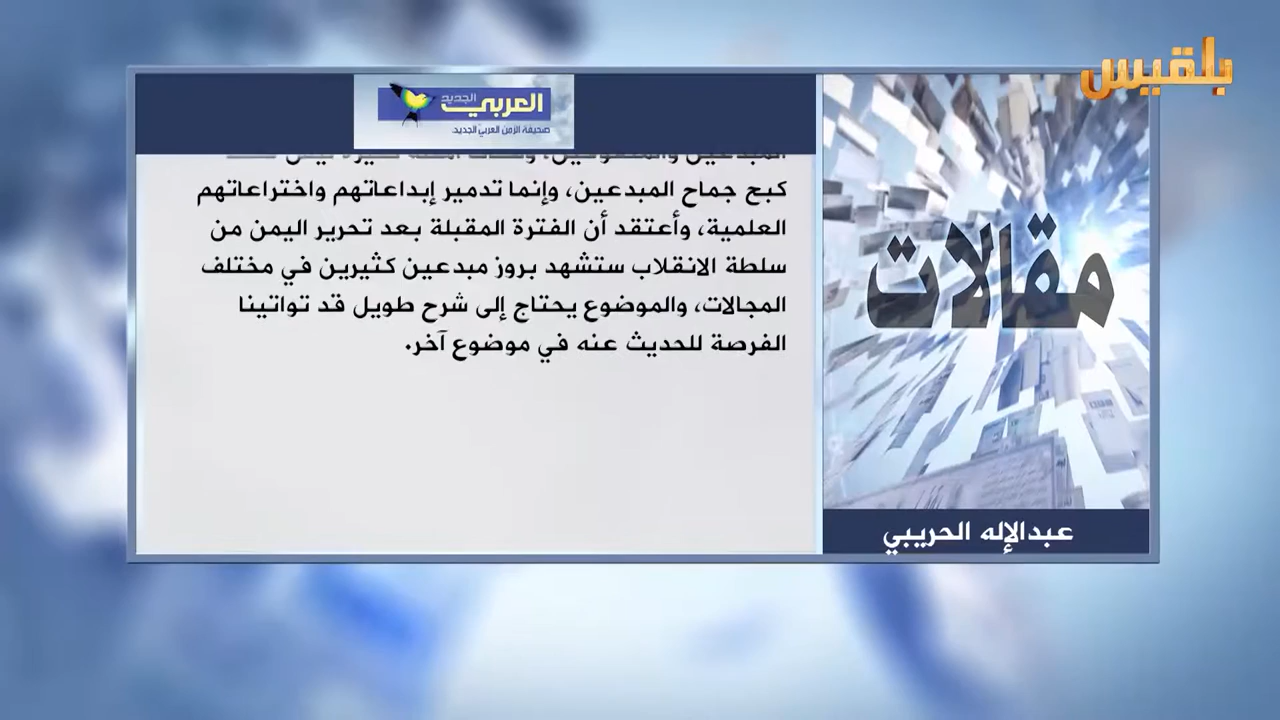 بلقيس
العربي الجديد
صحيفة الزمن العربي الجديد
كبح جماح المبدعين، وإنما تدمير إبداعاتهم واختراعاتهم
العلمية، وأعتقد أن الفترة المقبلة بعد تحرير اليمن من
سلطة الانقلاب ستشهد بروز مبدعين كثيرين في مختلف
المجالات، والموضوع يحتاج إلى شرح طويل قد تواتينا
الفرصة للحديث عنه في موضوع آخر.
مقالات
عبدالإله الحريبي